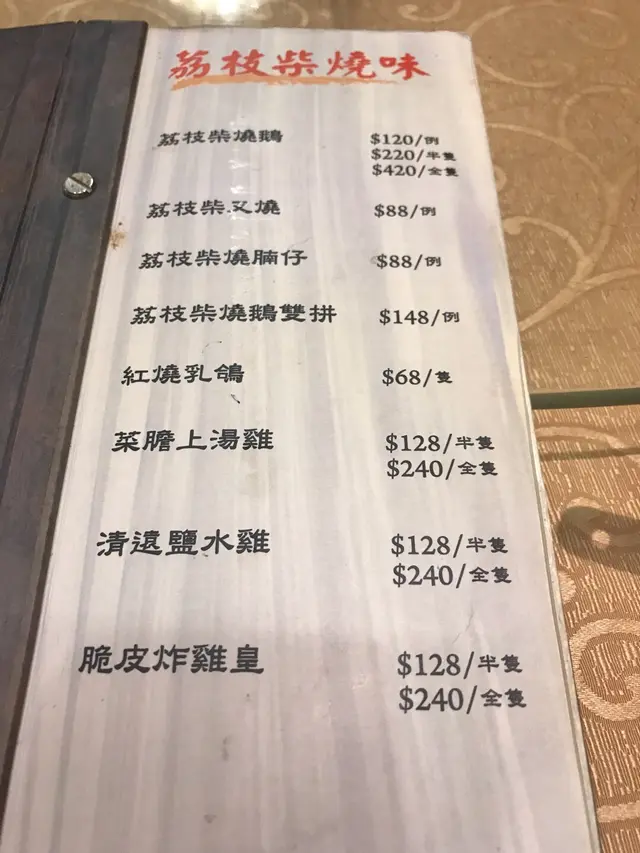 荔枝柴燒味
荔枝柴燒鵝 $120/例
$220/半隻
$420/全隻
荔枝柴叉燒 $88/例
荔枝柴燒腩仔 $88/例
荔枝柴燒鵝雙拼 $148/例
紅燒乳鴿 $68/隻
菜膽上湯雞 $128/半隻
$240/全隻
清遠鹽水雞 $128/半隻
$240/全隻
脆皮炸雞皇 $128/半隻
$240/全隻